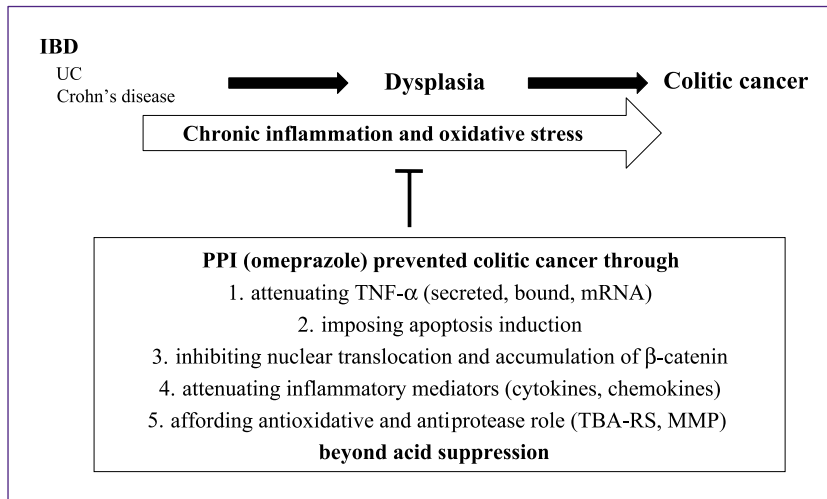 IBD
UC
Crohn's disease
Dysplasia
Colitic cancer
Chronic inflammation and oxidative stress
PPI (omeprazole) prevented colitic cancer through
1. attenuating TNF-α (secreted, bound, mRNA)
2. imposing apoptosis induction
3. inhibiting nuclear translocation and accumulation of β-catenin
4. attenuating inflammatory mediators (cytokines, chemokines)
5. affording antioxidative and antiprotease role (TBA-RS, MMP)
beyond acid suppression